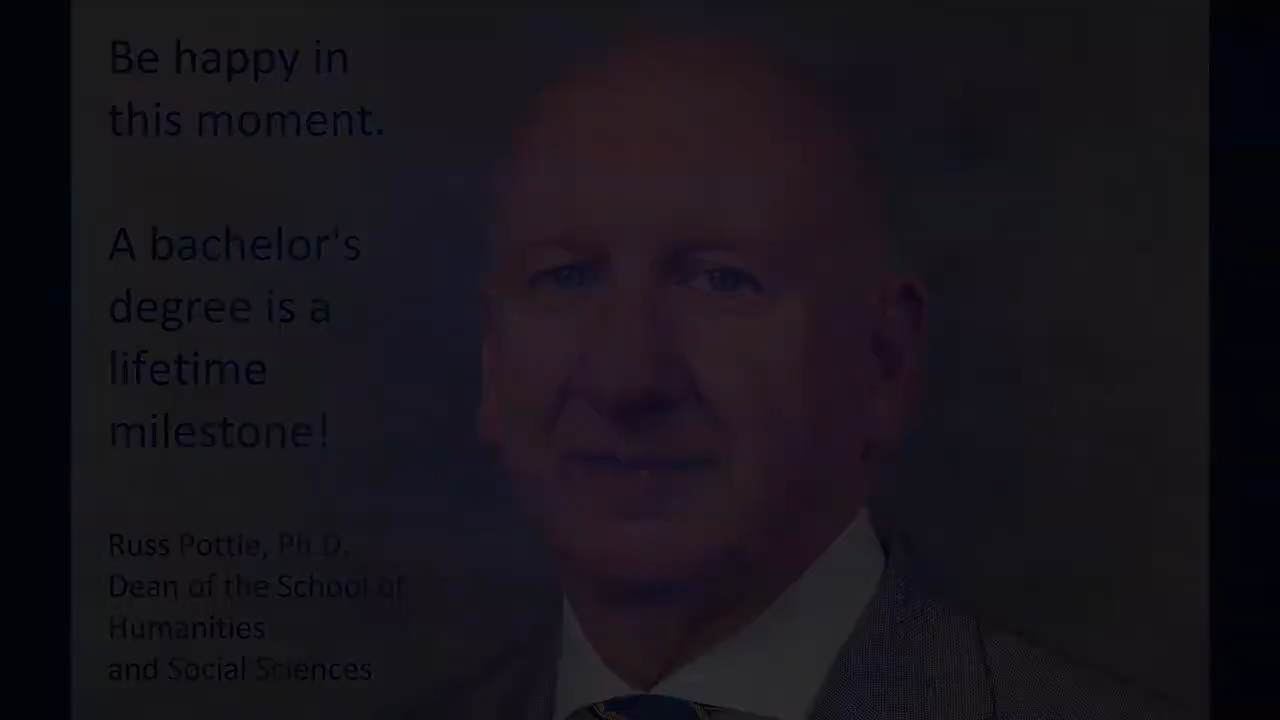 Be happy in
this moment.
A bachelor's
degree is a
lifetime
milestone!
Russ Pottle, Ph.D.
Dean of the School of
Humanities
and Social Sciences